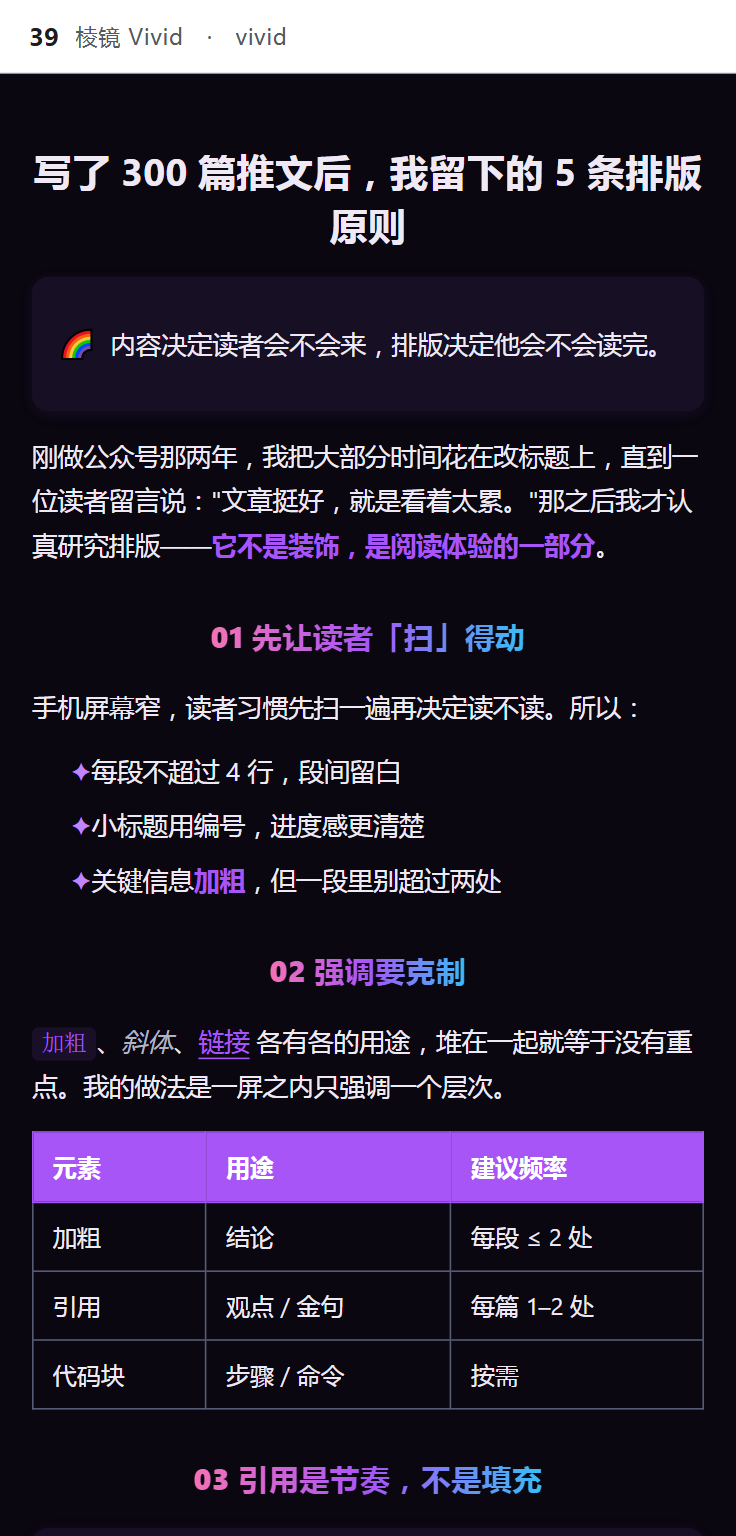 39 棱镜 Vivid · vivid
写了 300 篇推文后，我留下的 5 条排版
原则
🌈 内容决定读者会不会来，排版决定他会不会读完。
刚做公众号那两年，我把大部分时间花在改标题上，直到一
位读者留言说："文章挺好，就是看着太累。"那之后我才认
真研究排版——它不是装饰，是阅读体验的一部分。
01 先让读者「扫」得动
手机屏幕窄，读者习惯先扫一遍再决定读不读。所以：
✦每段不超过 4 行，段间留白
✦小标题用编号，进度感更清楚
✦关键信息加粗，但一段里别超过两处
02 强调要克制
加粗、斜体、链接 各有各的用途，堆在一起就等于没有重
点。我的做法是一屏之内只强调一个层次。
元素 用途 建议频率
加粗 结论 每段 ≤ 2 处
引用 观点 / 金句 每篇 1–2 处
代码块 步骤 / 命令 按需
03 引用是节奏，不是填充